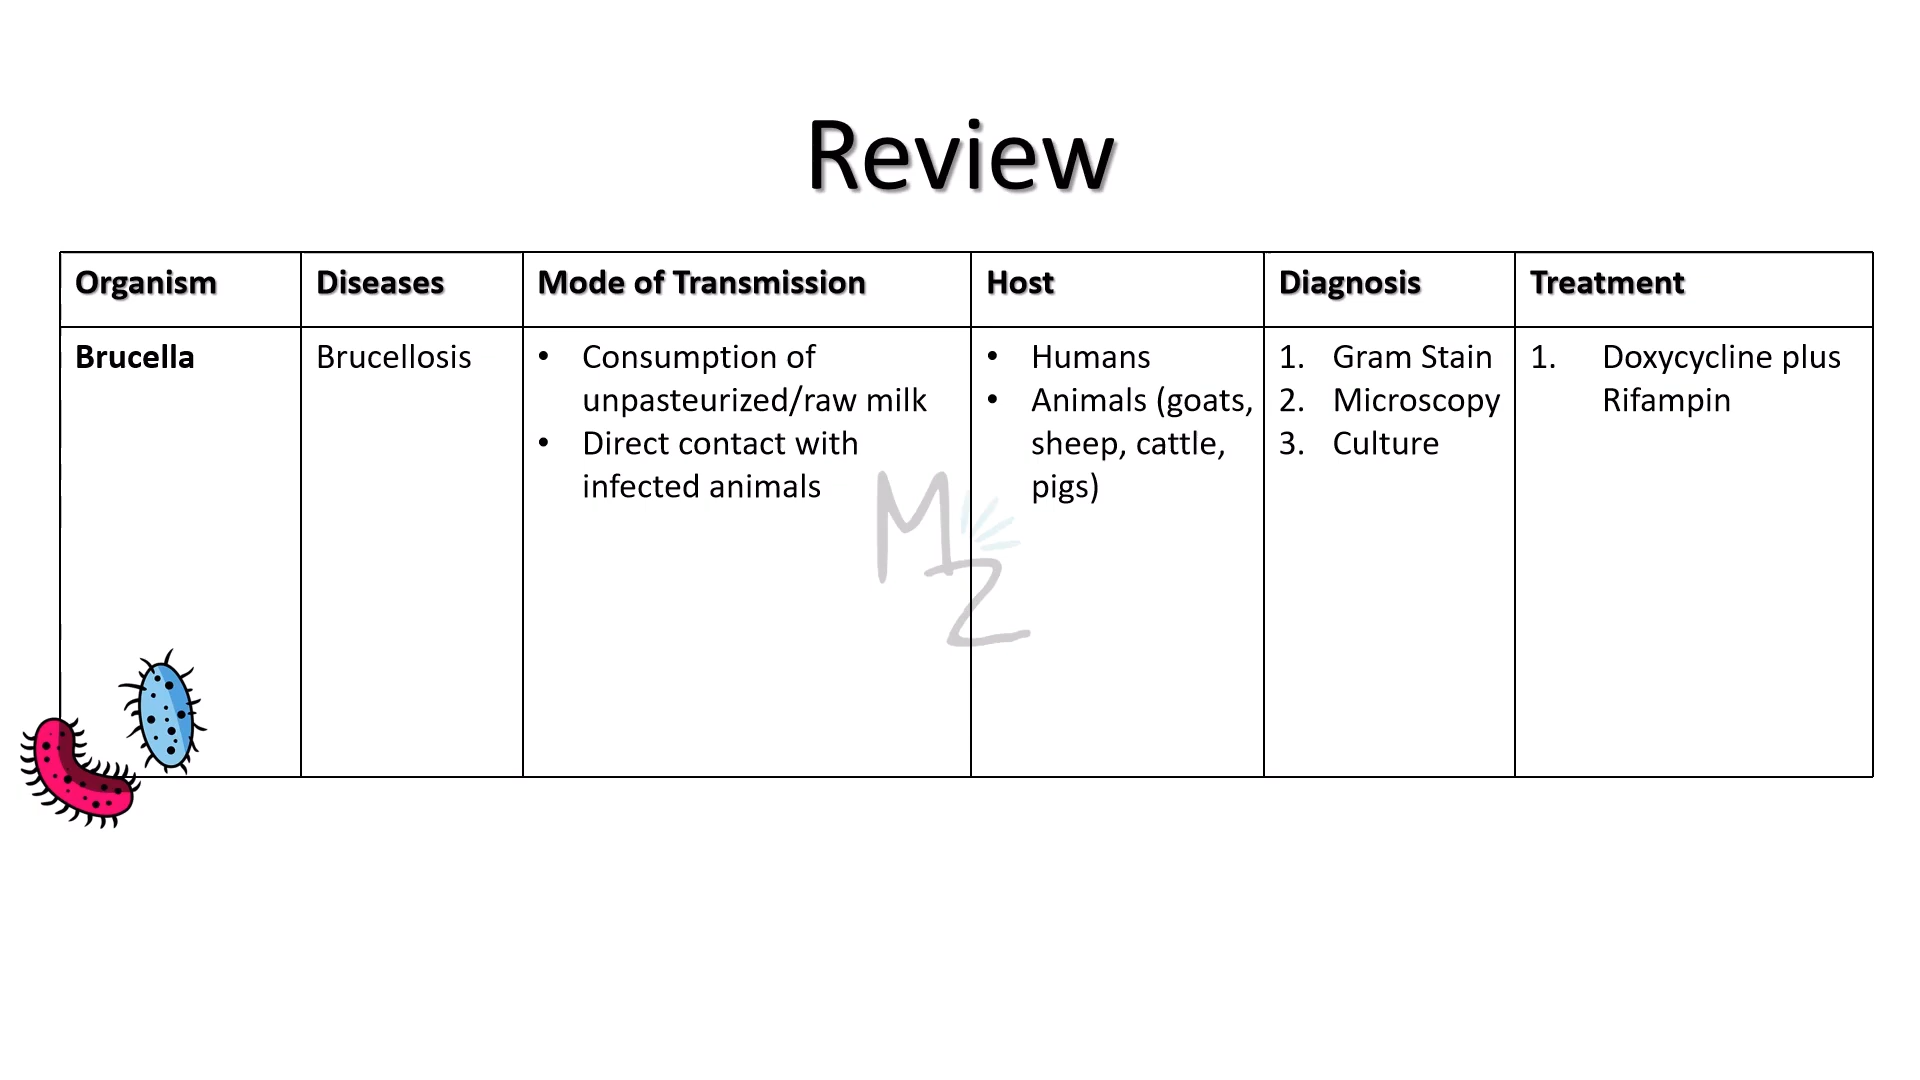 Review
Organism
Diseases
Mode of Transmission
Host
Diagnosis
Treatment
Brucella
Brucellosis
• Consumption of
unpasteurized/raw milk
• Direct contact with
infected animals
• Humans
• Animals (goats,
sheep, cattle,
pigs)
1. Gram Stain
2. Microscopy
3. Culture
1. Doxycycline plus
Rifampin
MZ